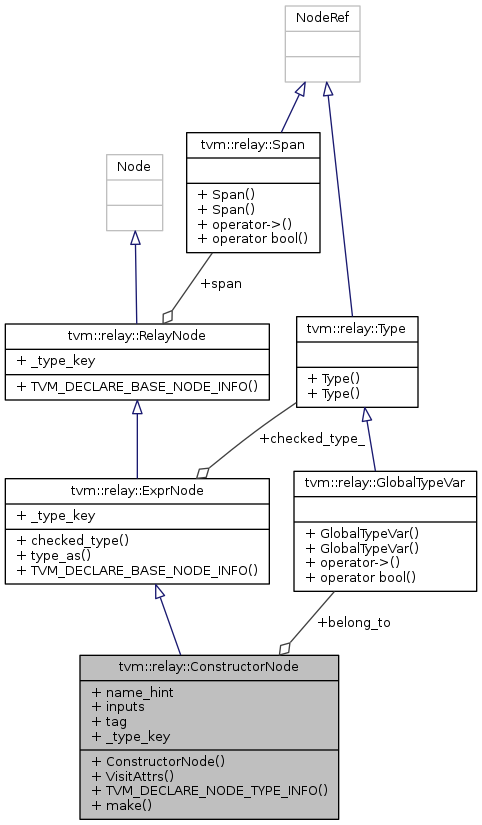 NodeRef
tvm::relay::Span
+ Span()
+ Span()
+ operator->()
+ operator bool()
Node
+span
tvm::relay::RelayNode
+ _type_key
+ TVM_DECLARE_BASE_NODE_INFO()
tvm::relay::Type
+ Type()
+ Type()
+checked_type_
tvm::relay::ExprNode
+ _type_key
+ checked_type()
+ type_as()
+ TVM_DECLARE_BASE_NODE_INFO()
tvm::relay::GlobalTypeVar
+ GlobalTypeVar()
+ GlobalTypeVar()
+ operator->()
+ operator bool()
+belong_to
tvm::relay::ConstructorNode
+ name_hint
+ inputs
+ tag
+ _type_key
+ ConstructorNode()
+ VisitAttrs()
+ TVM_DECLARE_NODE_TYPE_INFO()
+ make()